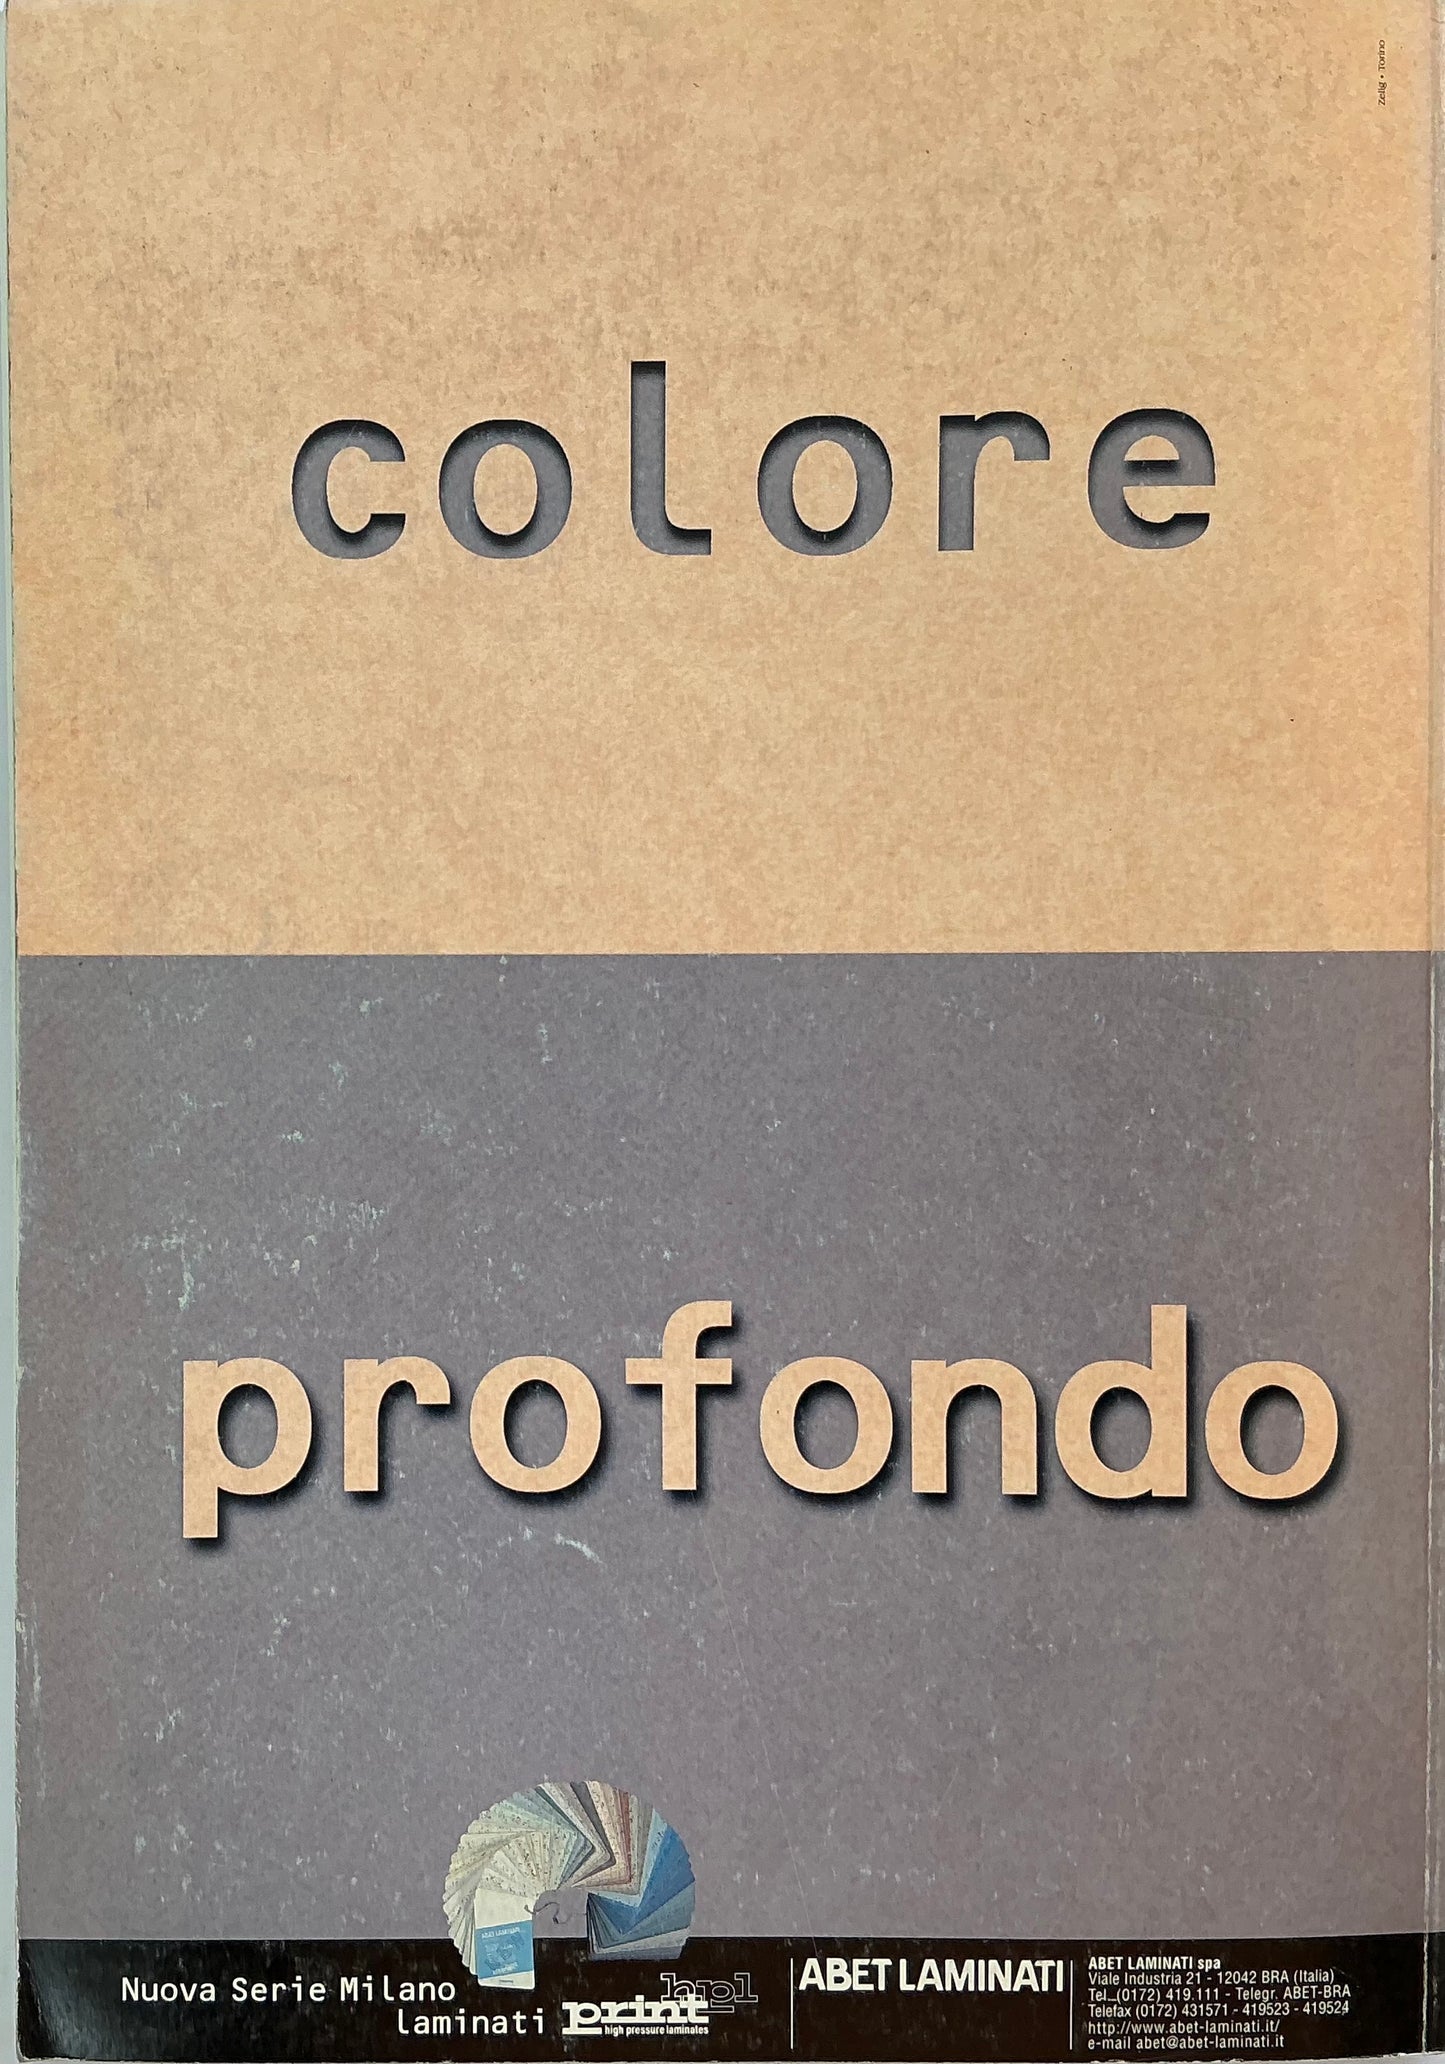 Zelig • Torino
colore
profondo
Nuova Serie Milano
Laminati
hpl
print
high pressure laminates
ABET LAMINATI
ABET LAMINATI
ABET LAMINATI spa
Viale Industria 21 - 12042 BRA (Italia)
Tel. (0172) 419.111 - Telegr. ABET-BRA
Telefax (0172) 431571 - 419523 - 419524
http://www.abet-laminati.it/
e-mail abet@abet-laminati.it